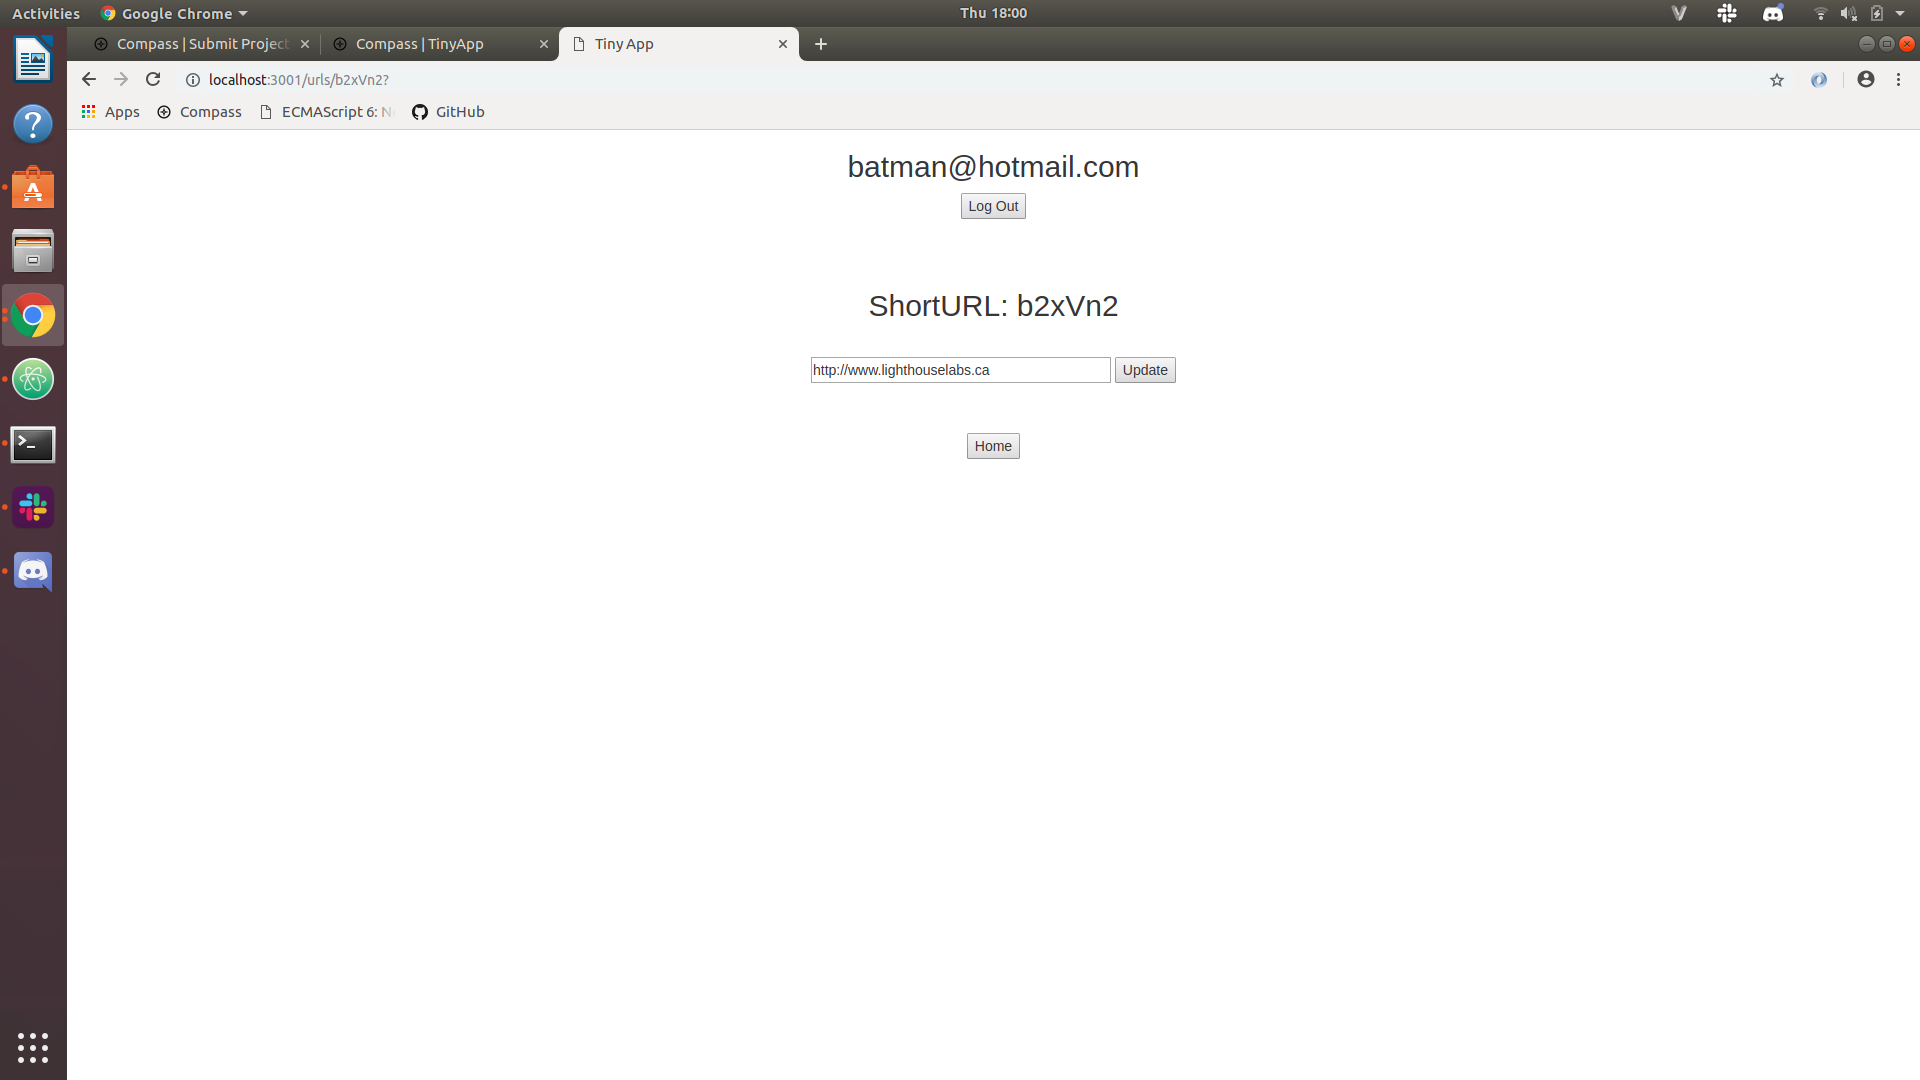 Activities
Google Chrome
Thu 18:00
Compass | Submit Project
Compass | TinyApp
Tiny App
localhost:3001/urls/b2xVn2?
Apps
Compass
ECMAScript 6: N
GitHub
batman@hotmail.com
Log Out
ShortURL: b2xVn2
http://www.lighthouselabs.ca
Update
Home